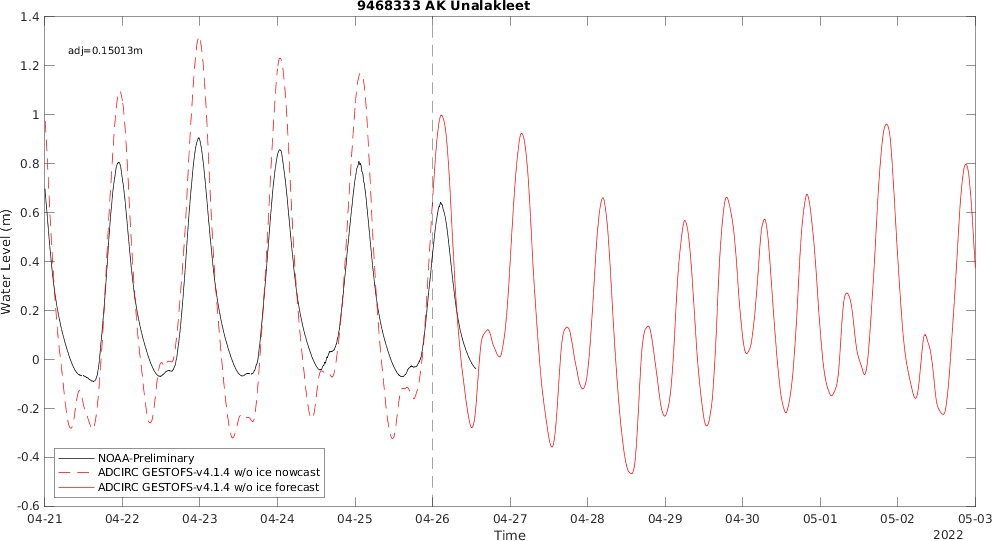 9468333 AK Unalakleet
adj=0.15013m
1.4
1.2
1
0.8
0.6
0.4
0.2
0
-0.2
-0.4
-0.6
Water Level (m)
NOAA-Preliminary
ADCIRC GESTOFS-v4.1.4 w/o ice nowcast
ADCIRC GESTOFS-v4.1.4 w/o ice forecast
04-21 04-22 04-23 04-24 04-25 04-26 04-27 04-28 04-29 04-30 05-01 05-02 05-03
Time
2022